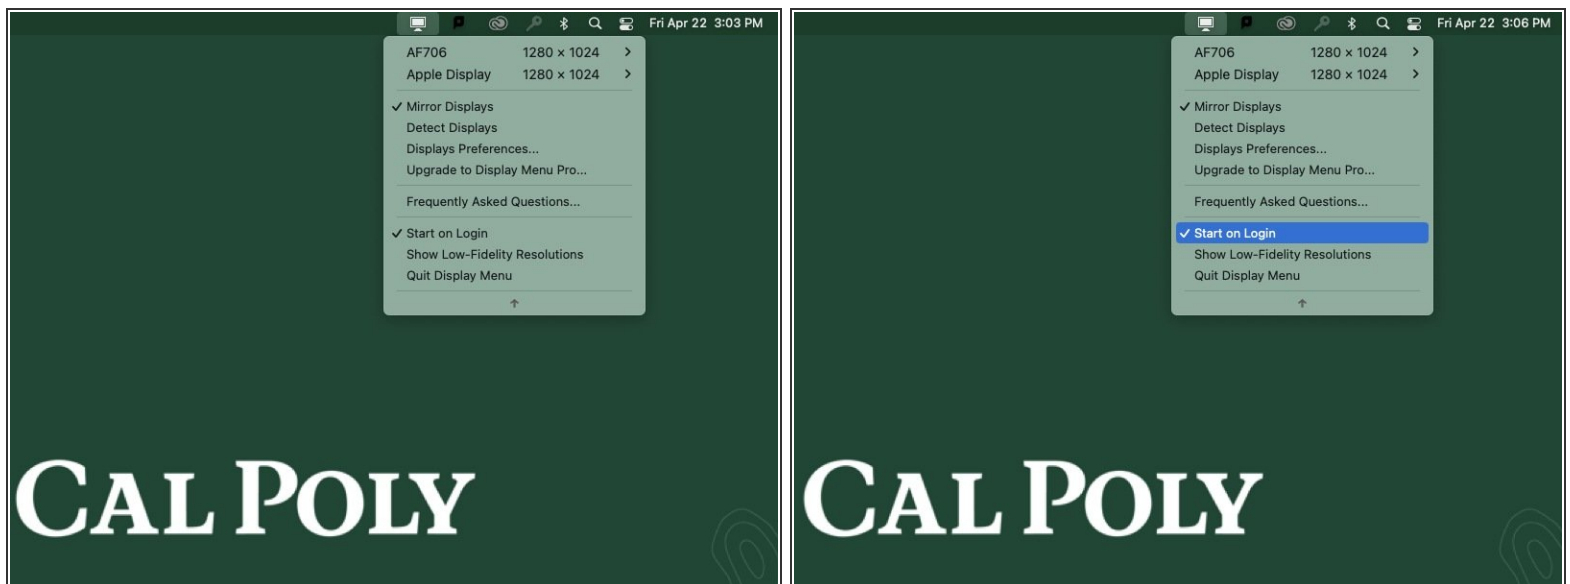 Fri Apr 22 3:03 PM
AF706 1280 × 1024
Apple Display 1280 × 1024
✓ Mirror Displays
Detect Displays
Displays Preferences...
Upgrade to Display Menu Pro...
Frequently Asked Questions...
✓ Start on Login
Show Low-Fidelity Resolutions
Quit Display Menu
CAL POLY
Fri Apr 22 3:06 PM
AF706 1280 × 1024
Apple Display 1280 × 1024
✓ Mirror Displays
Detect Displays
Displays Preferences...
Upgrade to Display Menu Pro...
Frequently Asked Questions...
✓ Start on Login
Show Low-Fidelity Resolutions
Quit Display Menu
CAL POLY